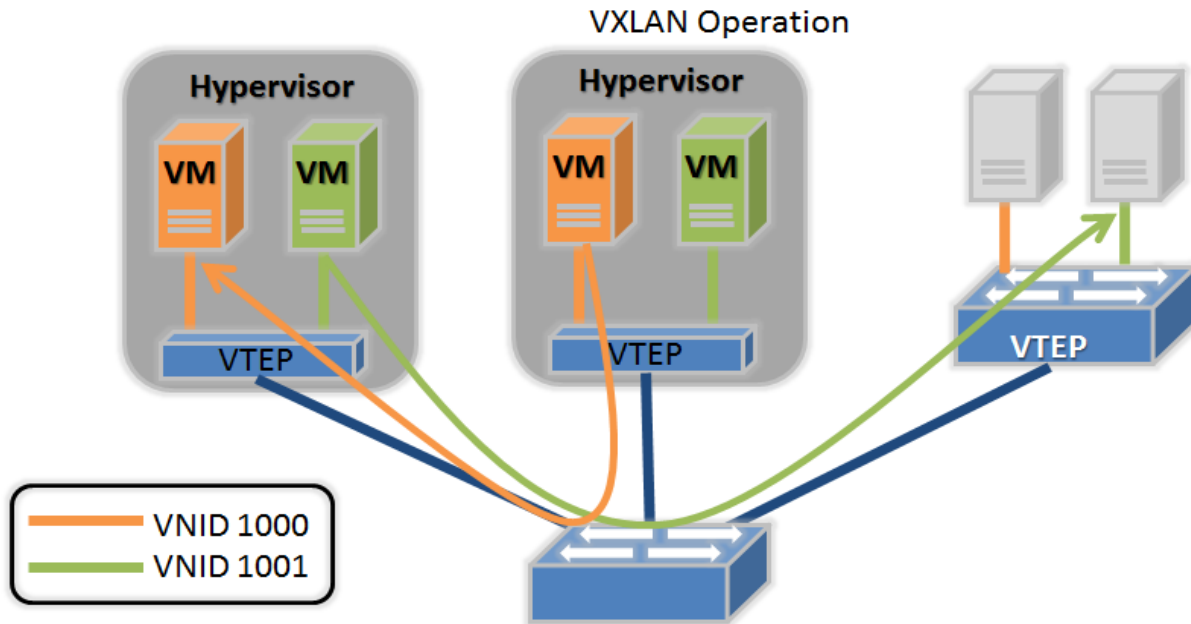 VXLAN Operation
Hypervisor
Hypervisor
VM
VM
VM
VM
VTEP
VTEP
VTEP
VNID 1000
VNID 1001